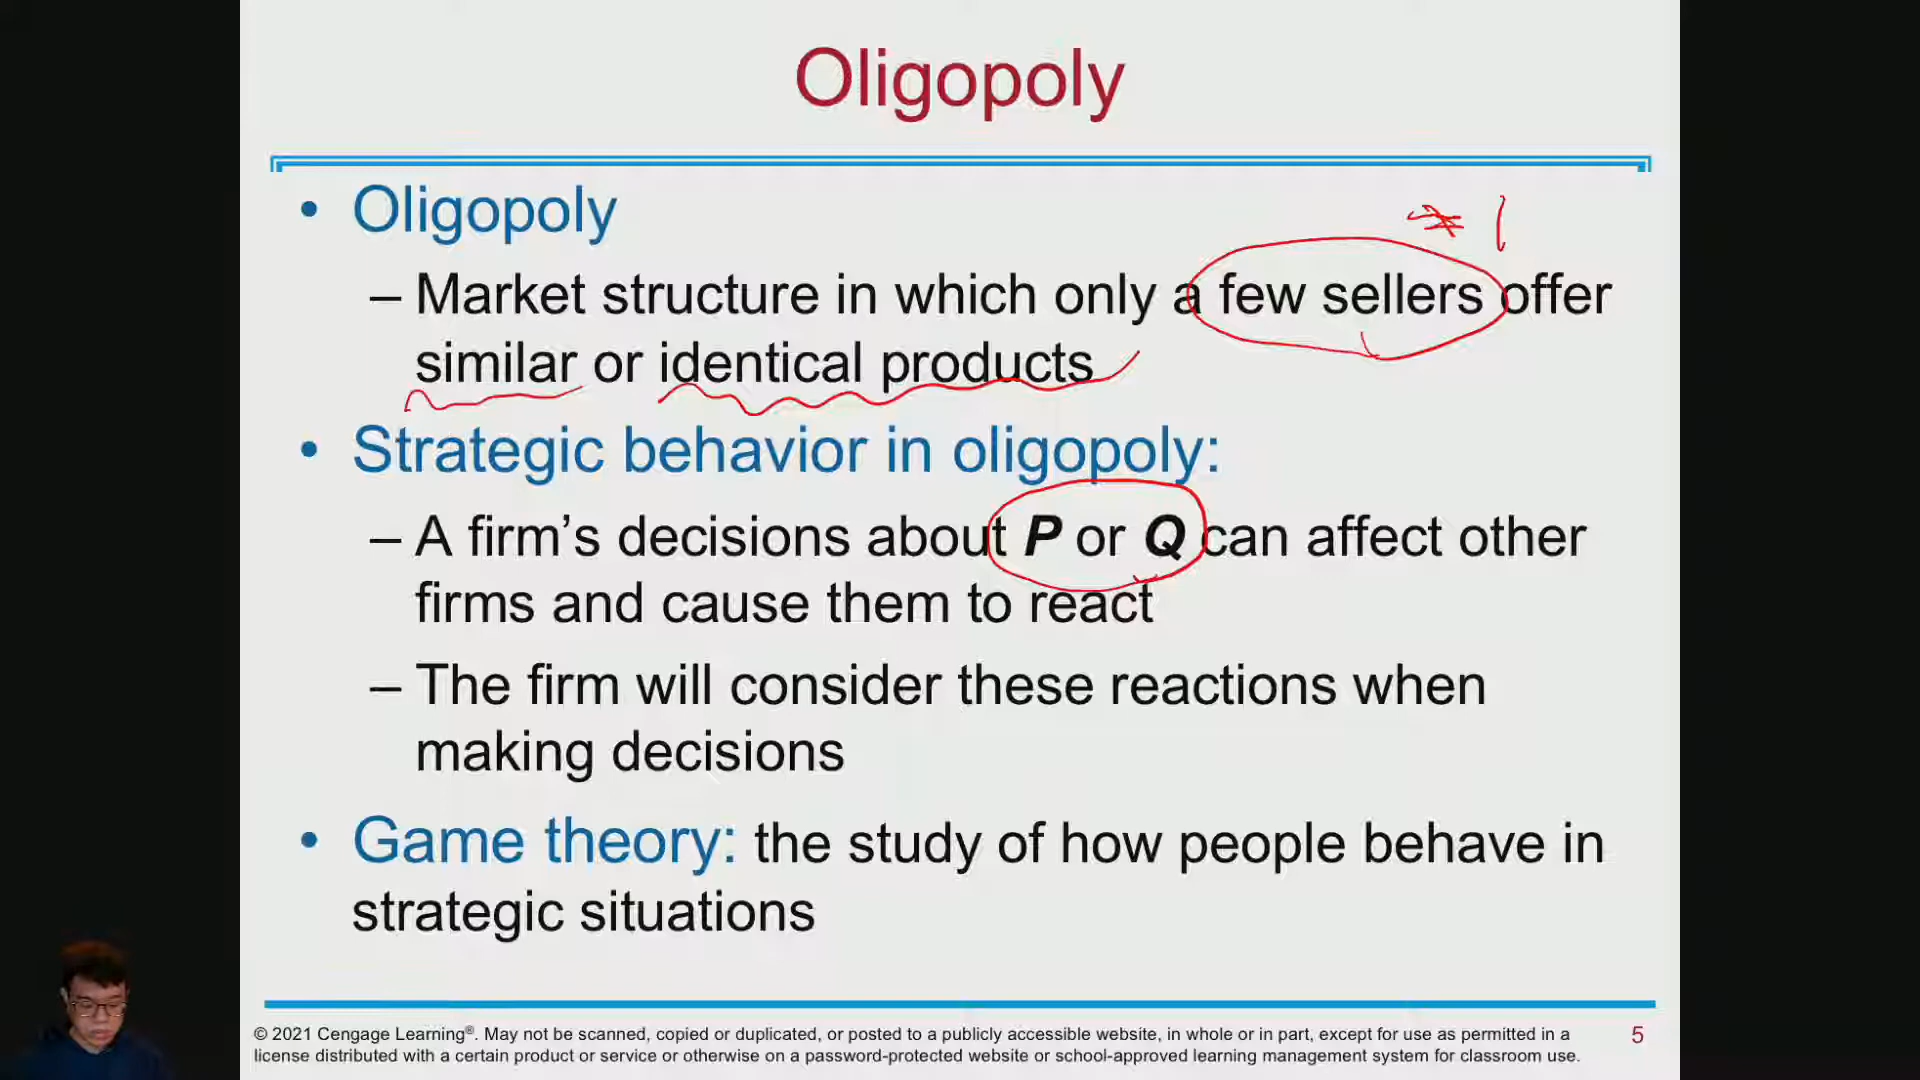 Oligopoly
• Oligopoly
≠ 1
– Market structure in which only a few sellers offer
similar or identical products
• Strategic behavior in oligopoly:
– A firm’s decisions about P or Q can affect other
firms and cause them to react
– The firm will consider these reactions when
making decisions
• Game theory: the study of how people behave in
strategic situations
© 2021 Cengage Learning®. May not be scanned, copied or duplicated, or posted to a publicly accessible website, in whole or in part, except for use as permitted in a
license distributed with a certain product or service or otherwise on a password-protected website or school-approved learning management system for classroom use.
5